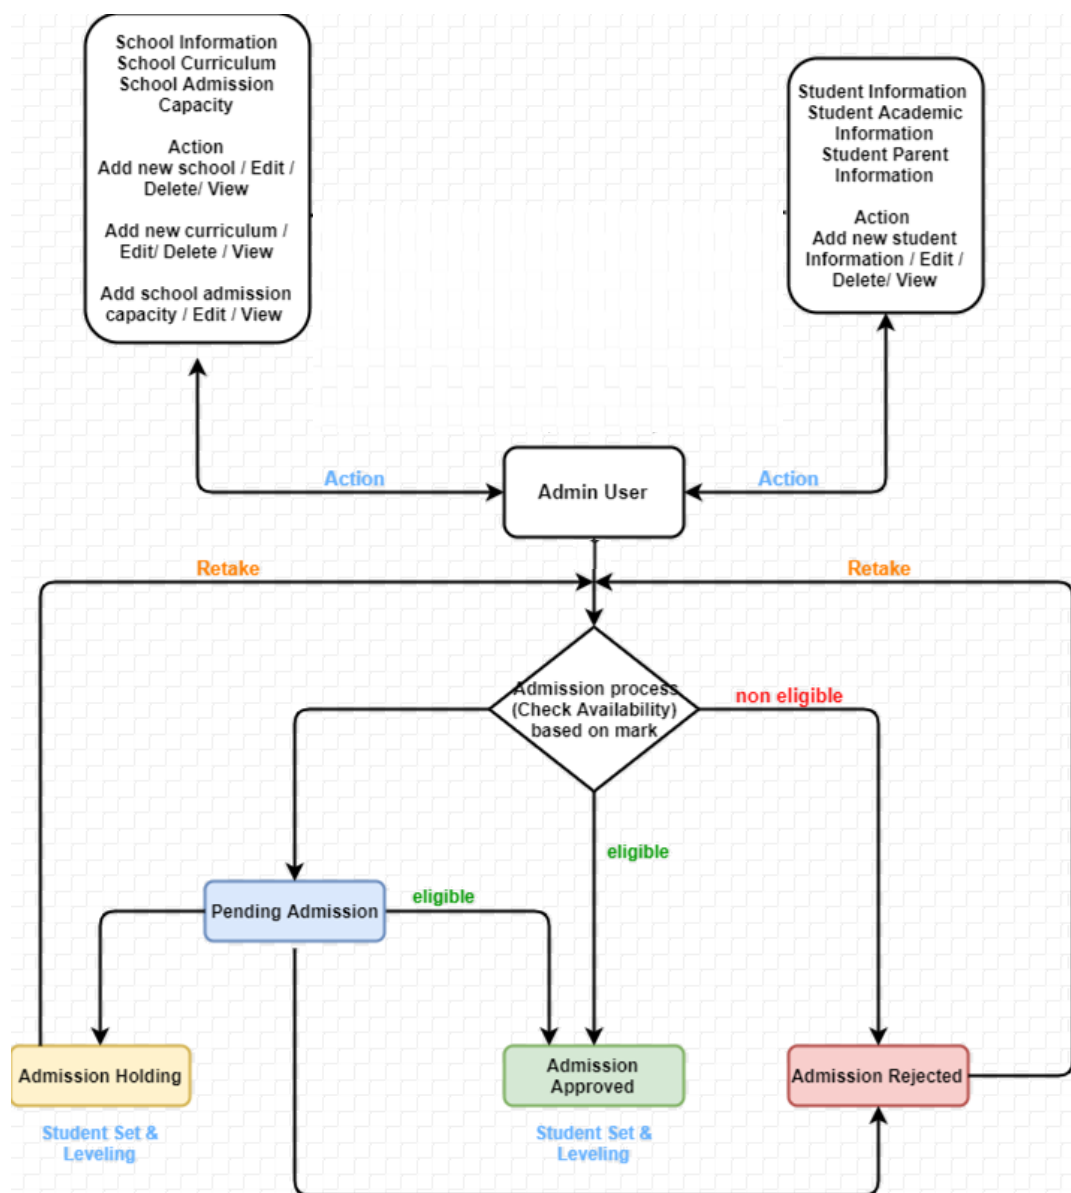 School Information
School Curriculum
School Admission
Capacity
Action
Add new school / Edit /
Delete/ View
Add new curriculum /
Edit/ Delete / View
Add school admission
capacity / Edit / View
Student Information
Student Academic
Information
Student Parent
Information
Action
Add new student
Information / Edit /
Delete/ View
Action
Admin User
Action
Retake
Retake
Admission process
(Check Availability)
based on mark
non eligible
eligible
Pending Admission
eligible
Admission Holding
Admission
Approved
Admission Rejected
Student Set &
Leveling
Student Set &
Leveling